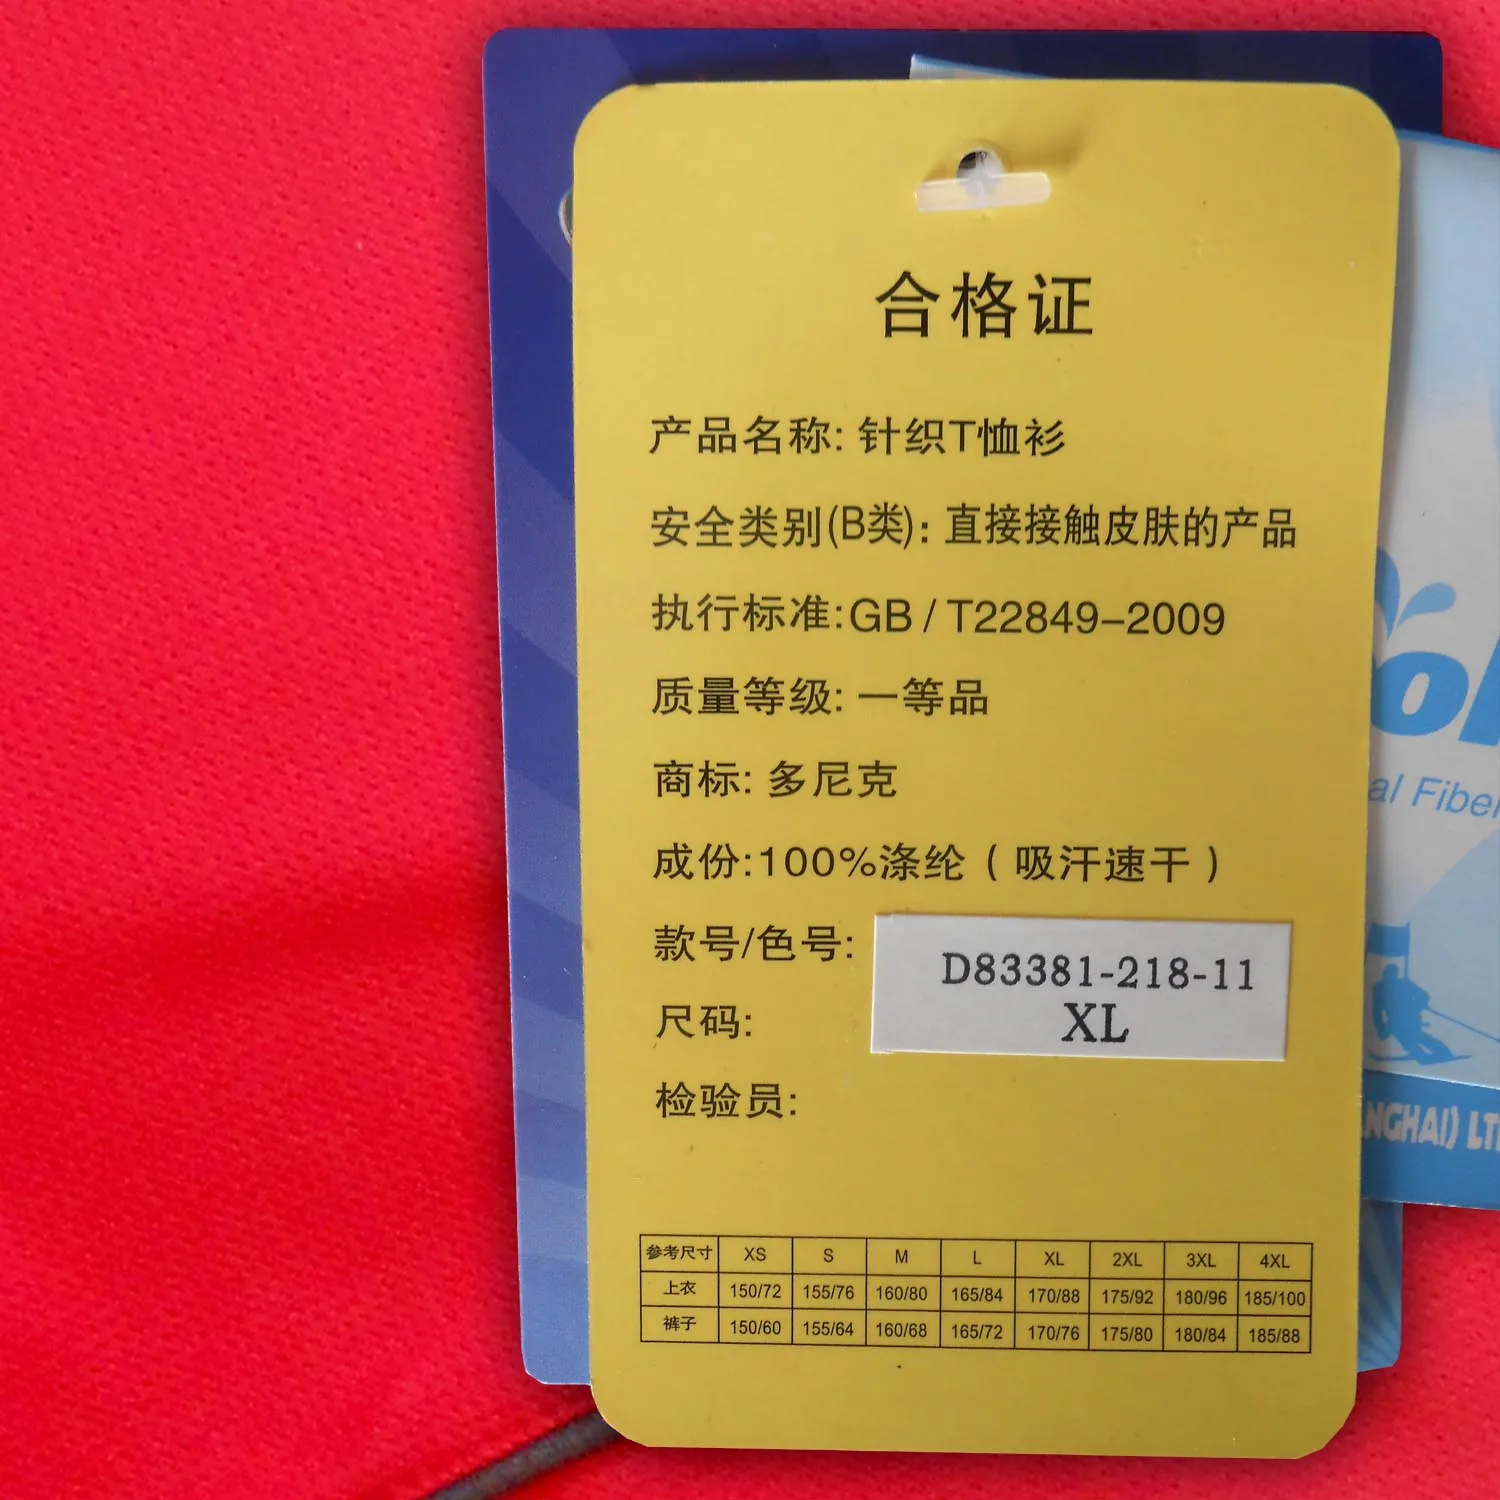 合格证
产品名称: 针织T恤衫
安全类别(B类): 直接接触皮肤的产品
执行标准:GB/T22849-2009
质量等级: 一等品
商标: 多尼克
成份:100%涤纶(吸汗速干)
款号/色号: D83381-218-11
尺码: XL
检验员:
参考尺寸 XS S M L XL 2XL 3XL 4XL
上衣 150/72 155/76 160/80 165/84 170/88 175/92 180/96 185/100
裤子 150/60 155/64 160/68 165/72 170/76 175/80 180/84 185/88
al Fiber
NGHAI) LT